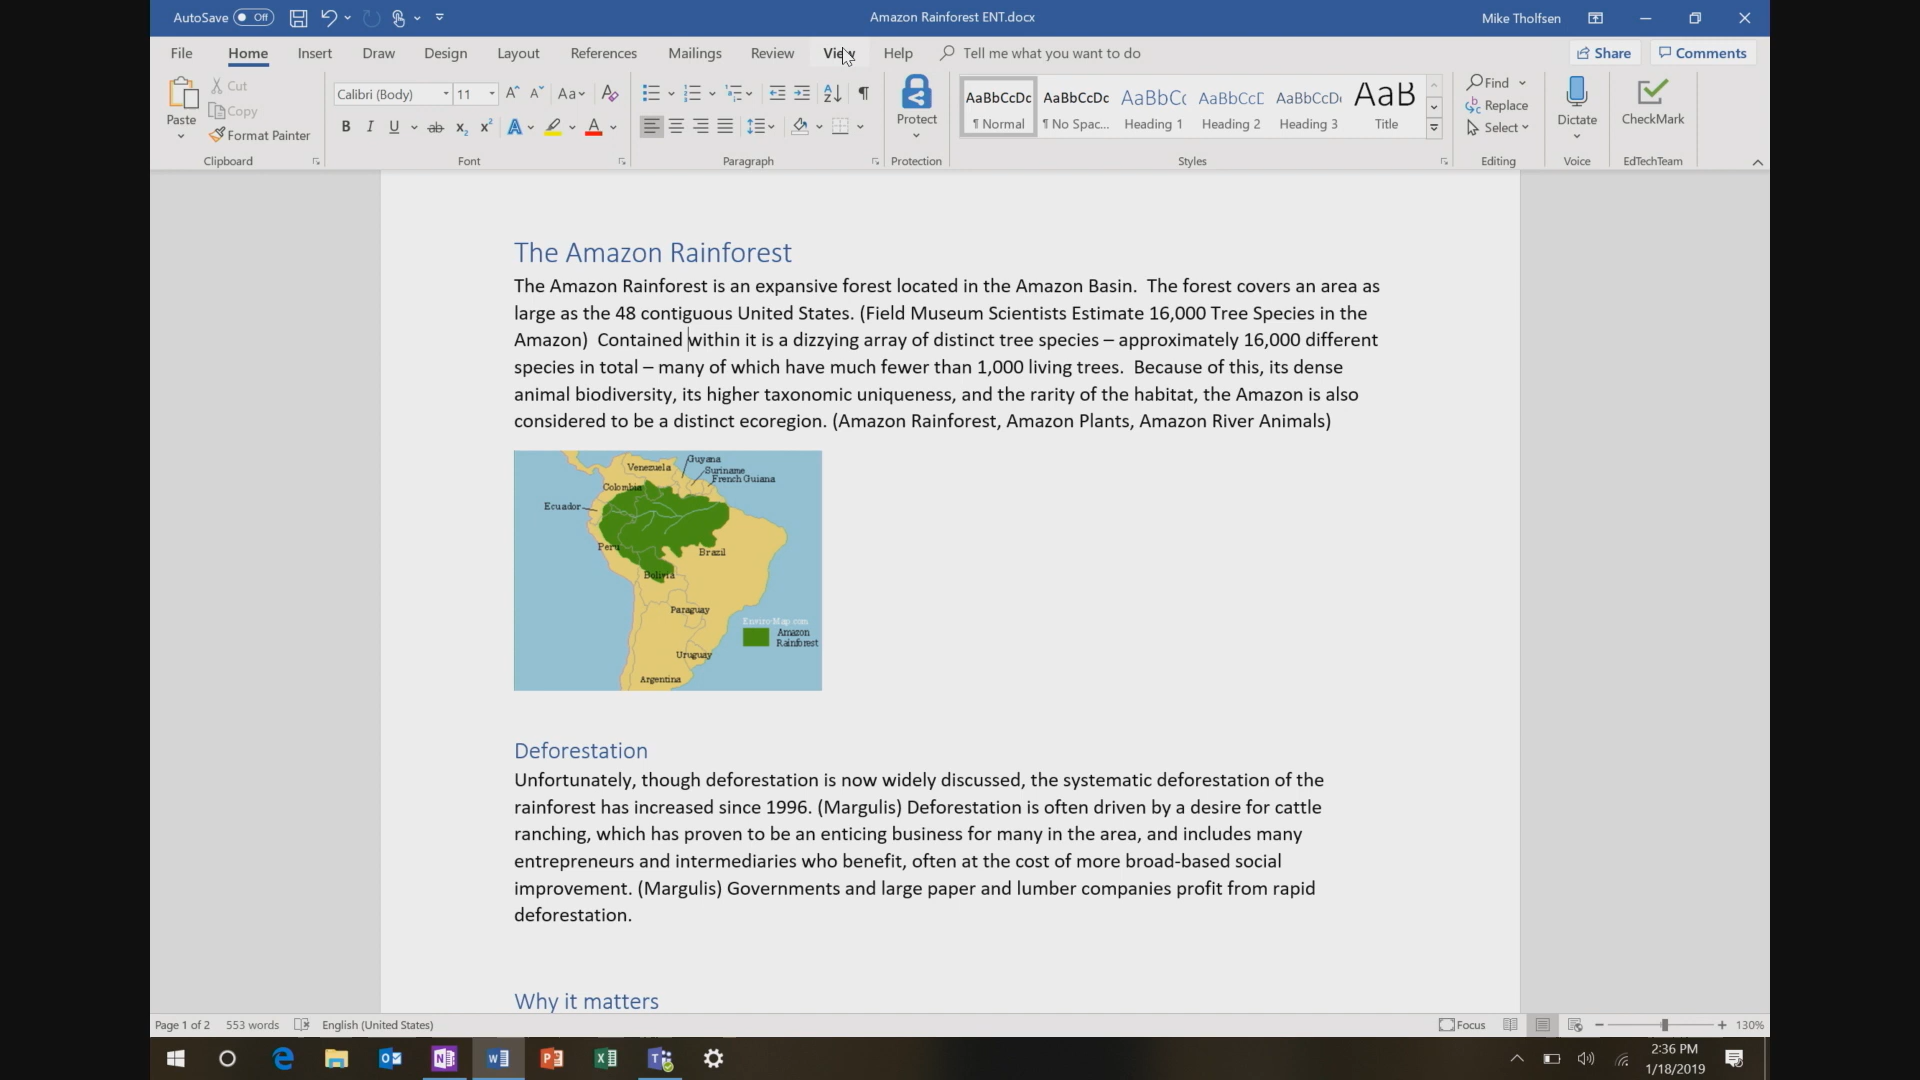 AutoSave Off
Amazon Rainforest ENT.docx
Mike Tholfsen
File Home Insert Draw Design Layout References Mailings Review View Help Tell me what you want to do
Share Comments
Paste
Cut
Copy
Format Painter
Clipboard
Calibri (Body) 11 Aa
B I U ab x₂ x² A A
Font
Paragraph
Protect
Protection
AaBbCcDc AaBbCcDc AaBbCc AaBbCcD AaBbCcDc AaB
¶ Normal ¶ No Spac... Heading 1 Heading 2 Heading 3 Title
Styles
Find
Replace
Select
Editing
Dictate
Voice
CheckMark
EdTechTeam
The Amazon Rainforest
The Amazon Rainforest is an expansive forest located in the Amazon Basin.  The forest covers an area as
large as the 48 contiguous United States. (Field Museum Scientists Estimate 16,000 Tree Species in the
Amazon)  Contained within it is a dizzying array of distinct tree species – approximately 16,000 different
species in total – many of which have much fewer than 1,000 living trees.  Because of this, its dense
animal biodiversity, its higher taxonomic uniqueness, and the rarity of the habitat, the Amazon is also
considered to be a distinct ecoregion. (Amazon Rainforest, Amazon Plants, Amazon River Animals)
Venezuela
Guyana
Suriname
French Guiana
Colombia
Ecuador
Peru
Brazil
Bolivia
Paraguay
Enviro-Map.com
Amazon
Rainforest
Uruguay
Argentina
Deforestation
Unfortunately, though deforestation is now widely discussed, the systematic deforestation of the
rainforest has increased since 1996. (Margulis) Deforestation is often driven by a desire for cattle
ranching, which has proven to be an enticing business for many in the area, and includes many
entrepreneurs and intermediaries who benefit, often at the cost of more broad-based social
improvement. (Margulis) Governments and large paper and lumber companies profit from rapid
deforestation.
Why it matters
Page 1 of 2 553 words English (United States)
Focus 130%
2:36 PM
1/18/2019